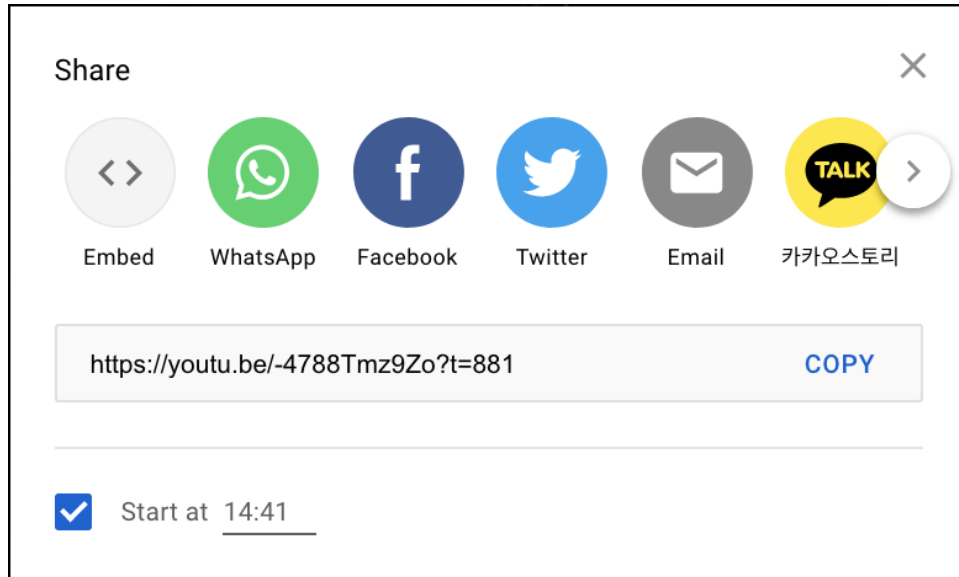 Share
TALK
Embed WhatsApp Facebook Twitter Email 카카오스토리
https://youtu.be/-4788Tmz9Zo?t=881 COPY
Start at 14:41